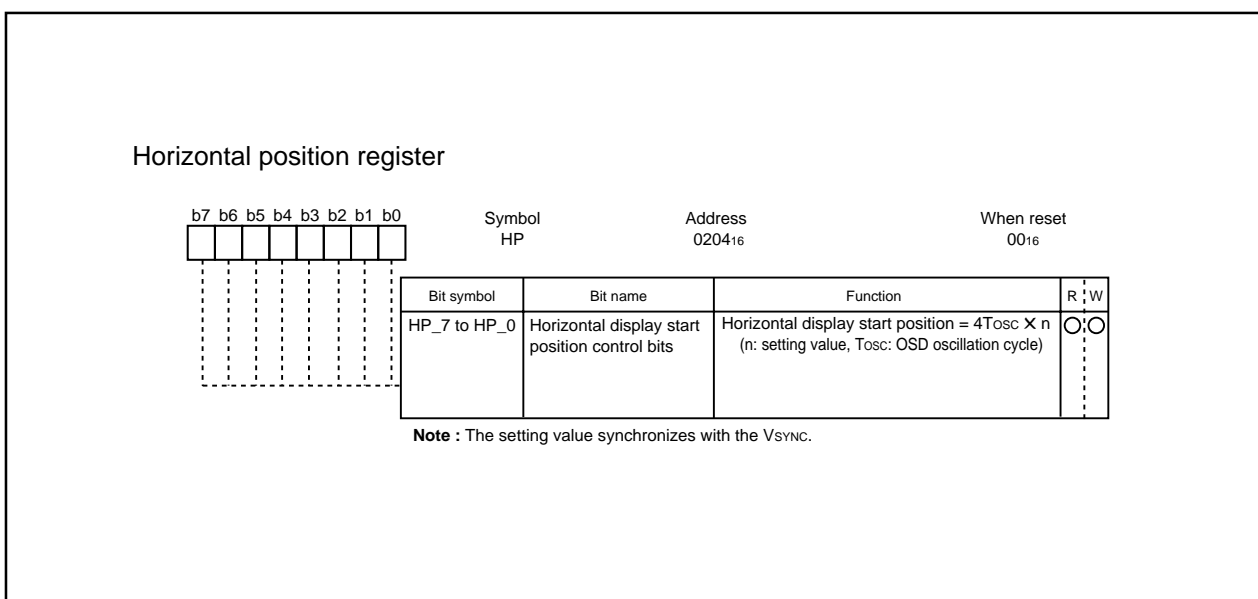 Horizontal position register
b7 b6 b5 b4 b3 b2 b1 b0
Symbol Address When reset
HP 020416 0016
Bit symbol Bit name Function R W
HP_7 to HP_0 Horizontal display start Horizontal display start position = 4TOSC X n
position control bits (n: setting value, TOSC: OSD oscillation cycle)
Note : The setting value synchronizes with the VSYNC.